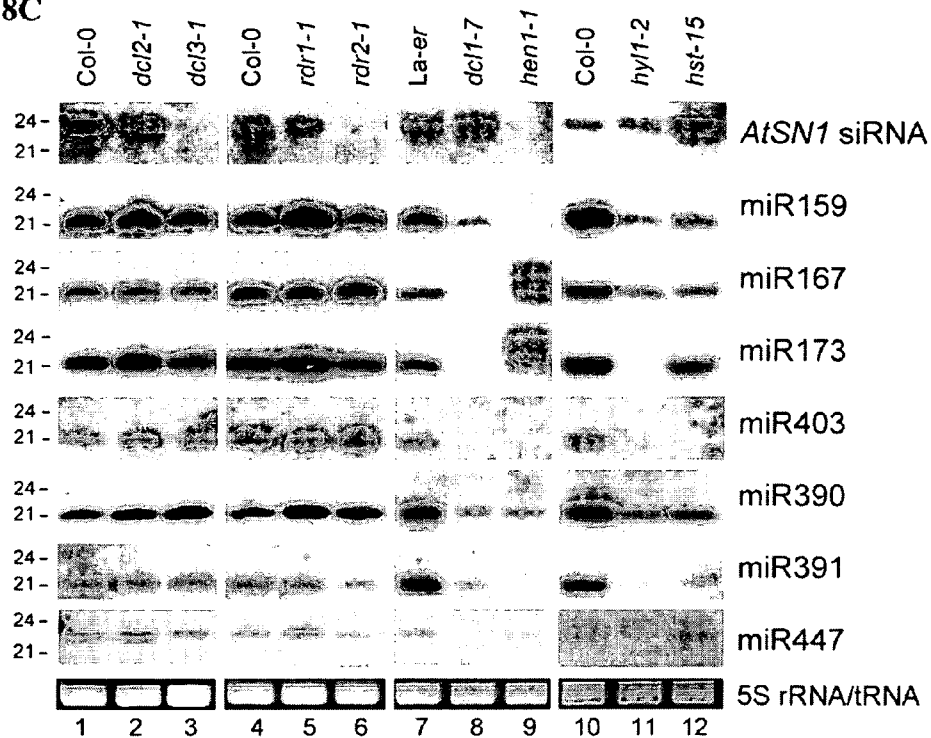 8C
Col-0 dcl2-1 dcl3-1 Col-0 rdr1-1 rdr2-1 La-er dcl1-7 hen1-1 Col-0 hyl1-2 hst-15
24 -
21 -
AtSN1 siRNA
24 -
21 -
miR159
24 -
21 -
miR167
24 -
21 -
miR173
24 -
21 -
miR403
24 -
21 -
miR390
24 -
21 -
miR391
24 -
21 -
miR447
5S rRNA/tRNA
1 2 3 4 5 6 7 8 9 10 11 12